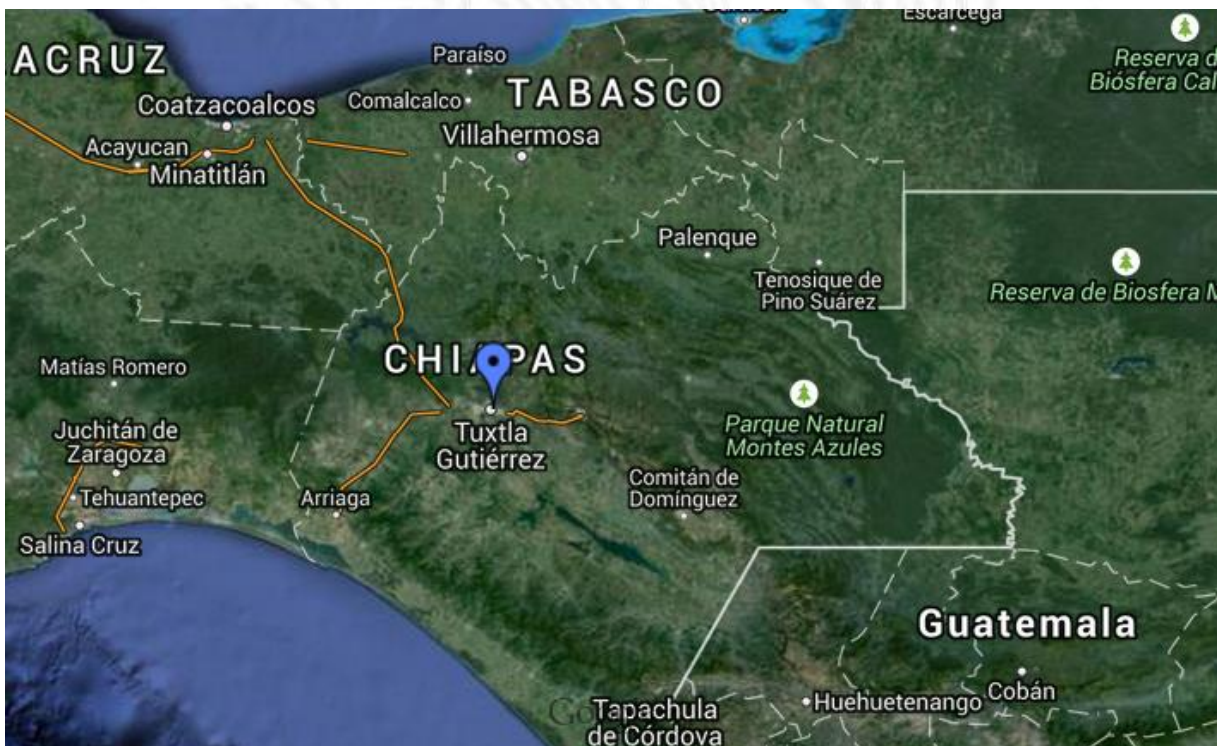 Escárcega
ACRUZ
Paraíso
Reserva d
Biósfera Cal
Coatzacoalcos
Comalcalco
TABASCO
Acayucan
Villahermosa
Minatitlán
Palenque
Tenosique de
Pino Suárez
Reserva de Biosfera M
Matías Romero
CHIAPAS
Juchitán de
Zaragoza
Tuxtla
Gutiérrez
Parque Natural
Montes Azules
Tehuantepec
Arriaga
Comitán de
Domínguez
Salina Cruz
Guatemala
Tapachula
de Córdova
Huehuetenango
Cobán